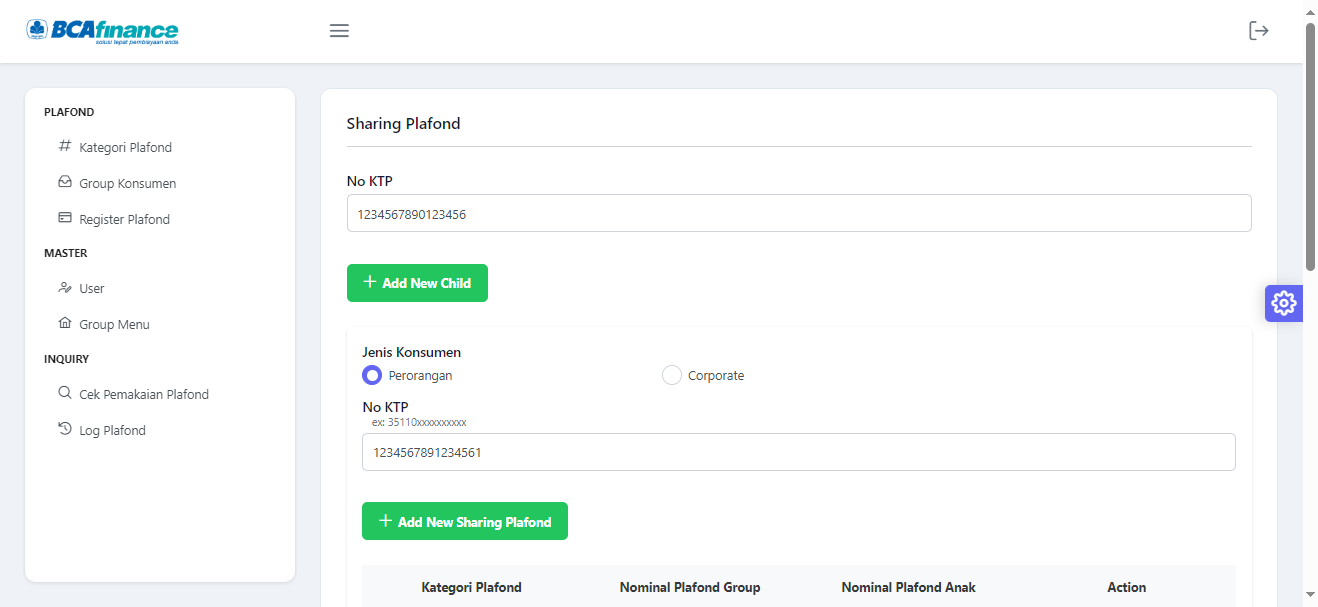 BCAfinance
solusi tepat pembiayaan anda
PLAFOND
Kategori Plafond
Group Konsumen
Register Plafond
MASTER
User
Group Menu
INQUIRY
Cek Pemakaian Plafond
Log Plafond
Sharing Plafond
No KTP
1234567890123456
+ Add New Child
Jenis Konsumen
Perorangan Corporate
No KTP
ex: 35110xxxxxxxxxx
1234567891234561
+ Add New Sharing Plafond
Kategori Plafond Nominal Plafond Group Nominal Plafond Anak Action